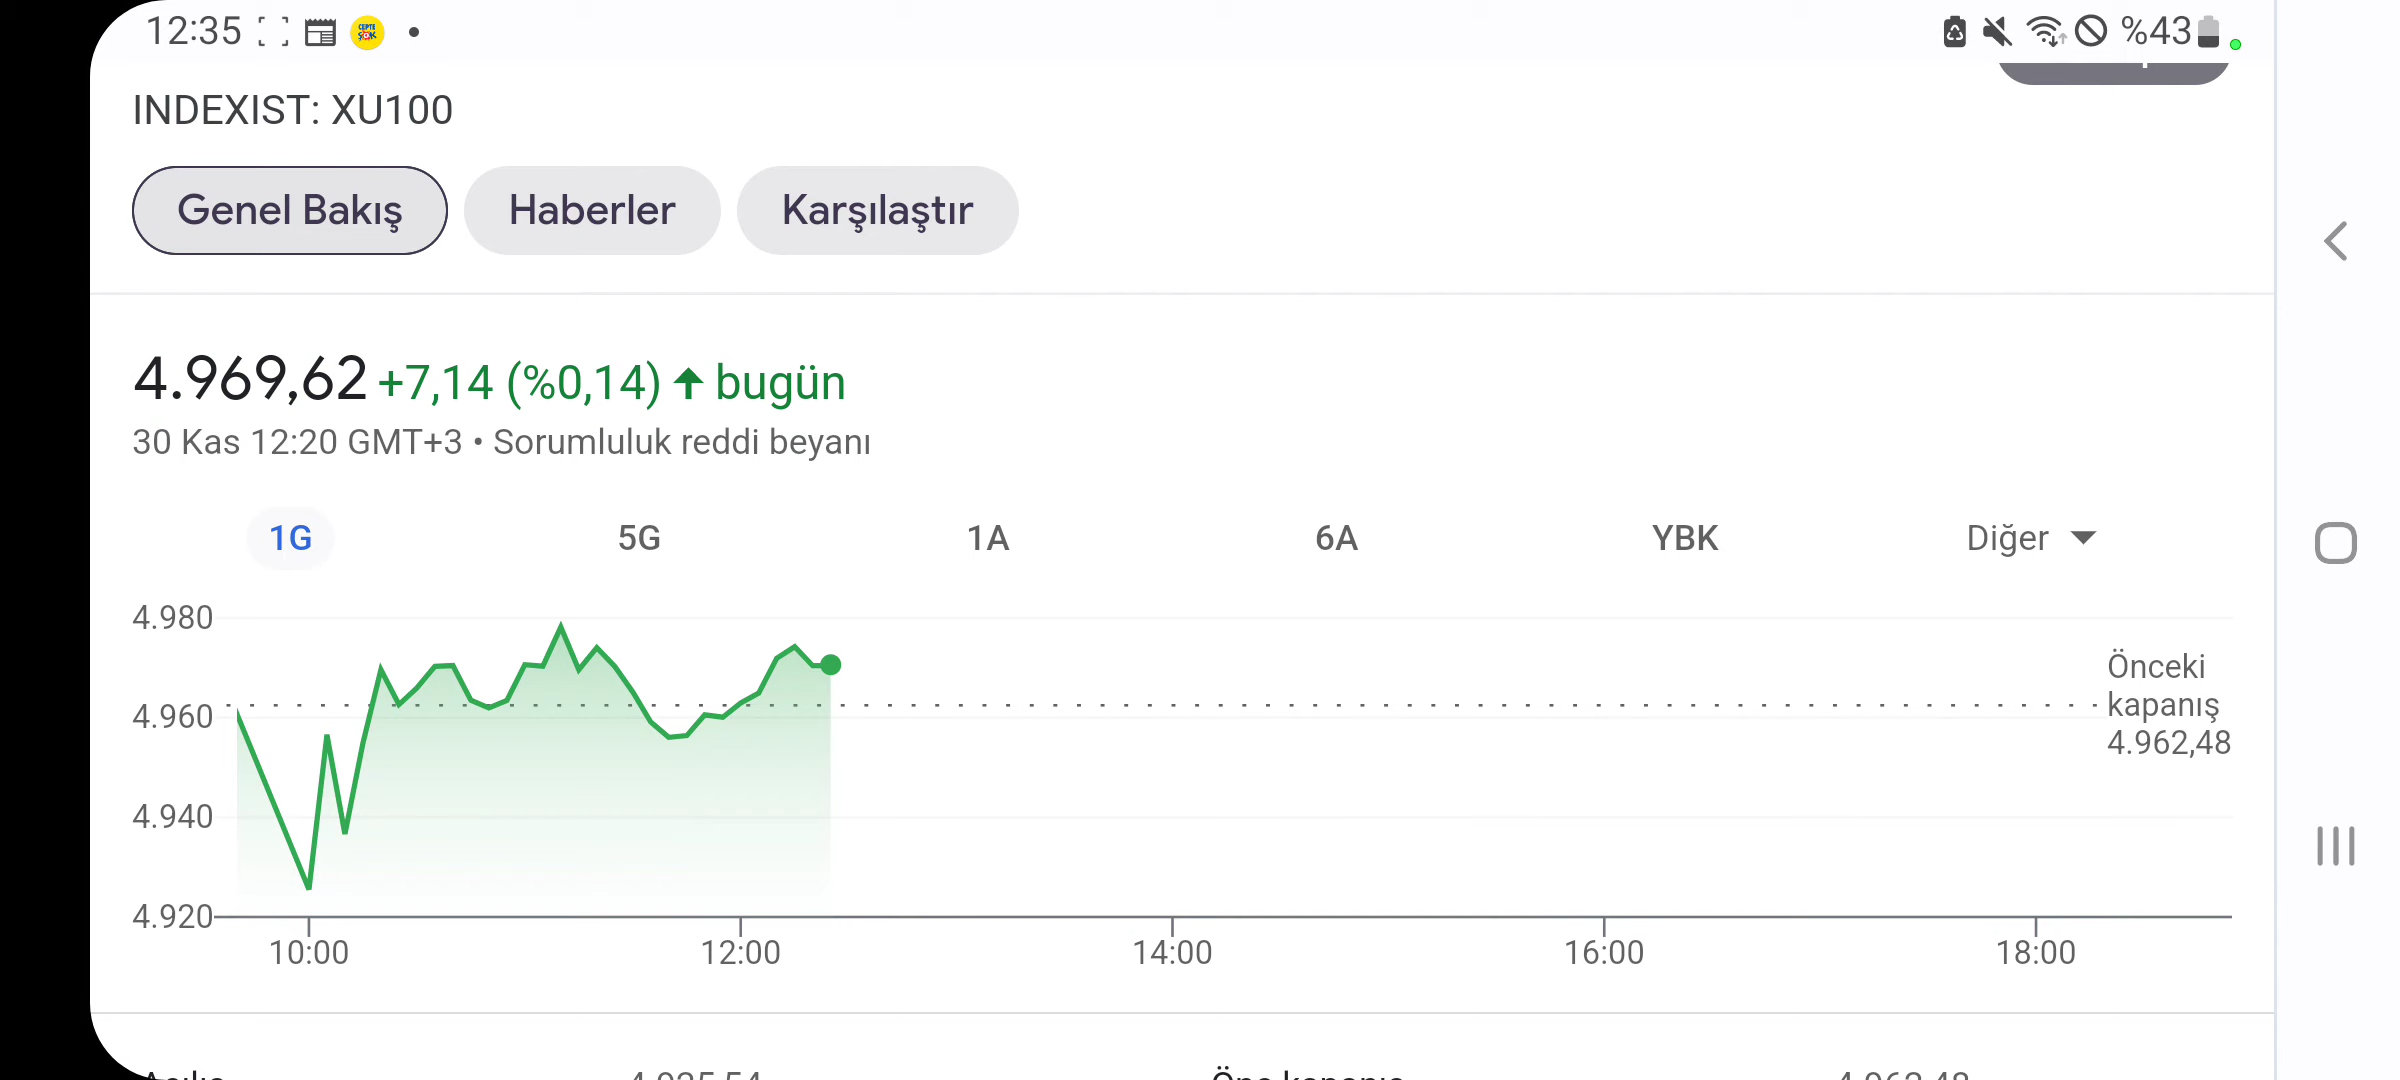 12:35
%43
INDEXIST: XU100
Genel Bakış
Haberler
Karşılaştır
4.969,62 +7,14 (%0,14) ↑ bugün
30 Kas 12:20 GMT+3 • Sorumluluk reddi beyanı
1G
5G
1A
6A
YBK
Diğer
4.980
4.960
4.940
4.920
Önceki
kapanış
4.962,48
10:00
12:00
14:00
16:00
18:00